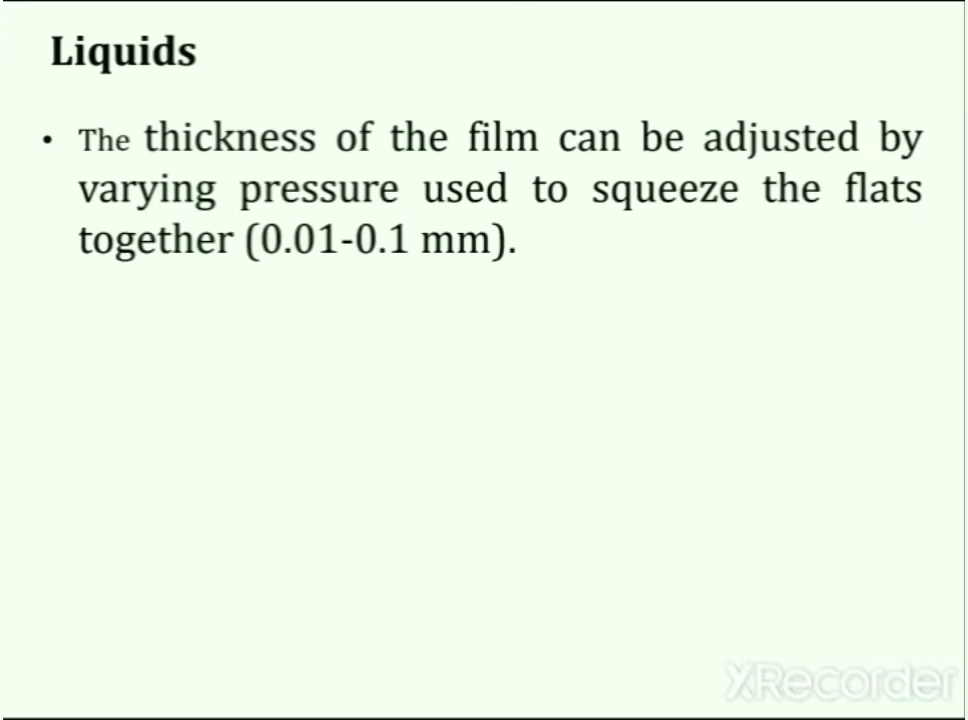 Liquids
• The thickness of the film can be adjusted by
varying pressure used to squeeze the flats
together (0.01-0.1 mm).
XRecorder